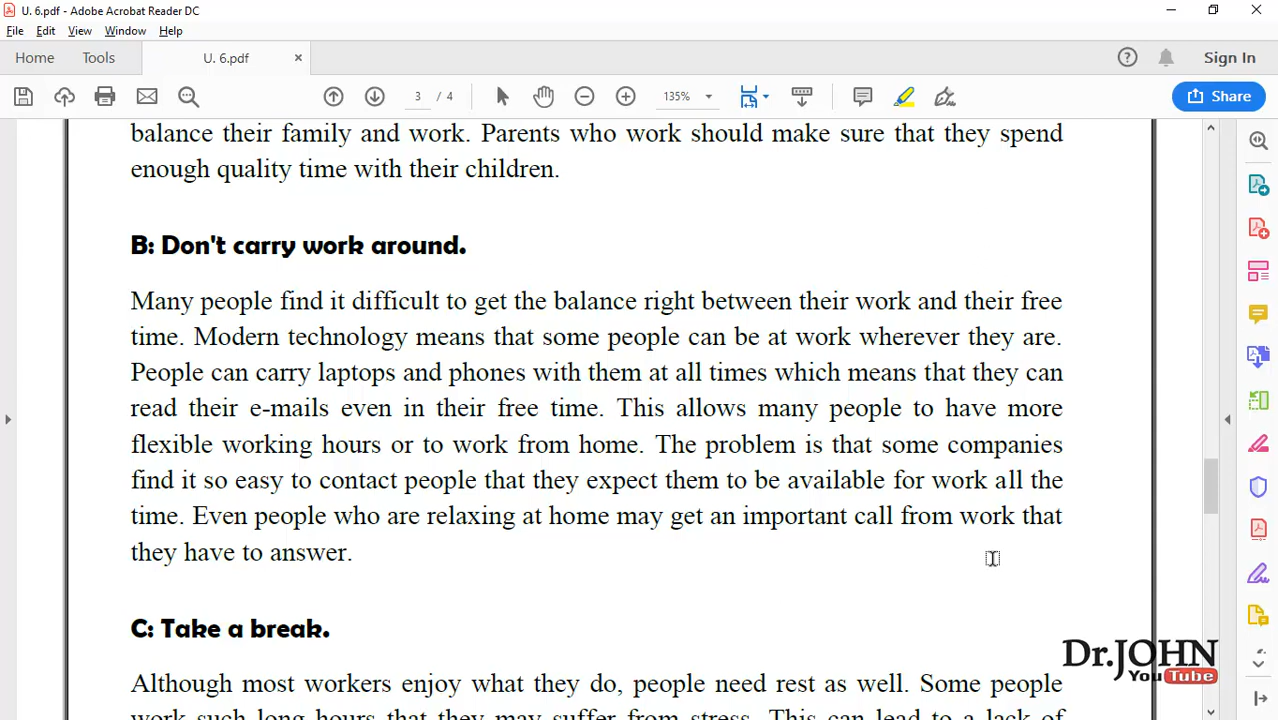 U. 6.pdf - Adobe Acrobat Reader DC
File Edit View Window Help
Home Tools U. 6.pdf × Sign In
3 / 4 135% Share
balance their family and work. Parents who work should make sure that they spend
enough quality time with their children.
B: Don't carry work around.
Many people find it difficult to get the balance right between their work and their free
time. Modern technology means that some people can be at work wherever they are.
People can carry laptops and phones with them at all times which means that they can
read their e-mails even in their free time. This allows many people to have more
flexible working hours or to work from home. The problem is that some companies
find it so easy to contact people that they expect them to be available for work all the
time. Even people who are relaxing at home may get an important call from work that
they have to answer.
C: Take a break.
Dr.JOHN
YouTube
Although most workers enjoy what they do, people need rest as well. Some people
work such long hours that they may suffer from stress. This can lead to a lack of